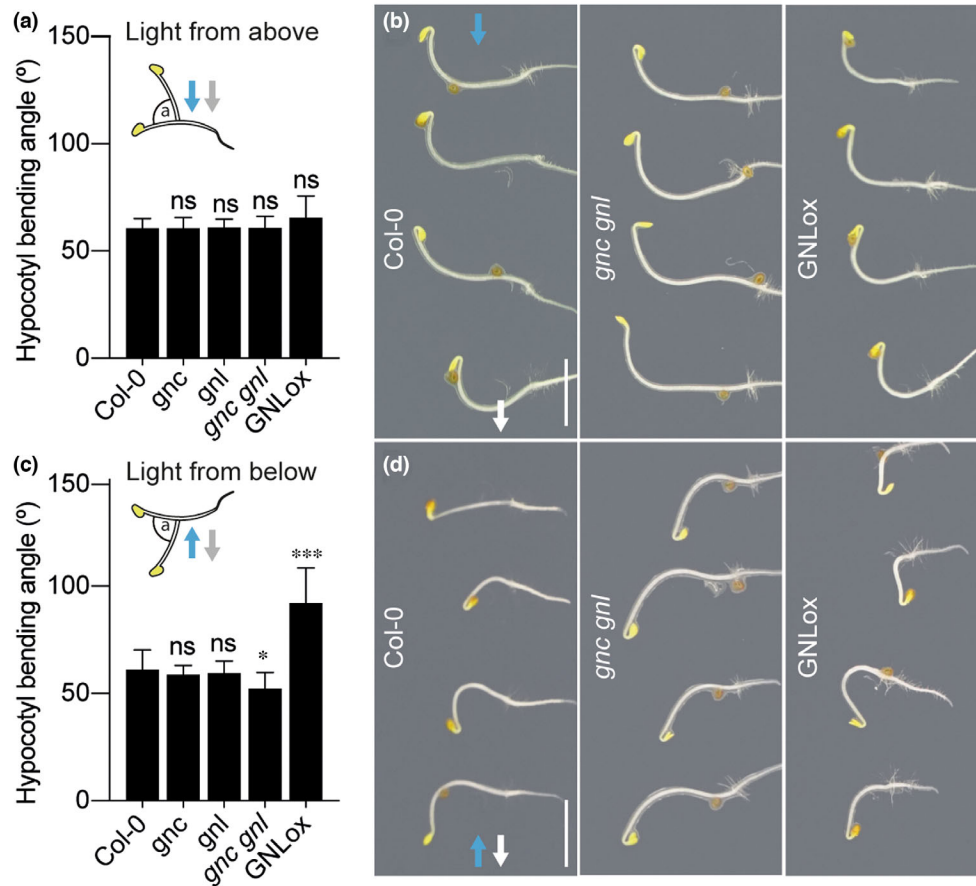 (a)
Light from above
Hypocotyl bending angle (º)
150
100
50
0
a
ns
ns
ns
ns
Col-0
gnc
gnl
gnc gnl
GNLox
(b)
Col-0
gnc gnl
GNLox
(c)
Light from below
Hypocotyl bending angle (º)
150
100
50
0
a
ns
ns
*
***
Col-0
gnc
gnl
gnc gnl
GNLox
(d)
Col-0
gnc gnl
GNLox